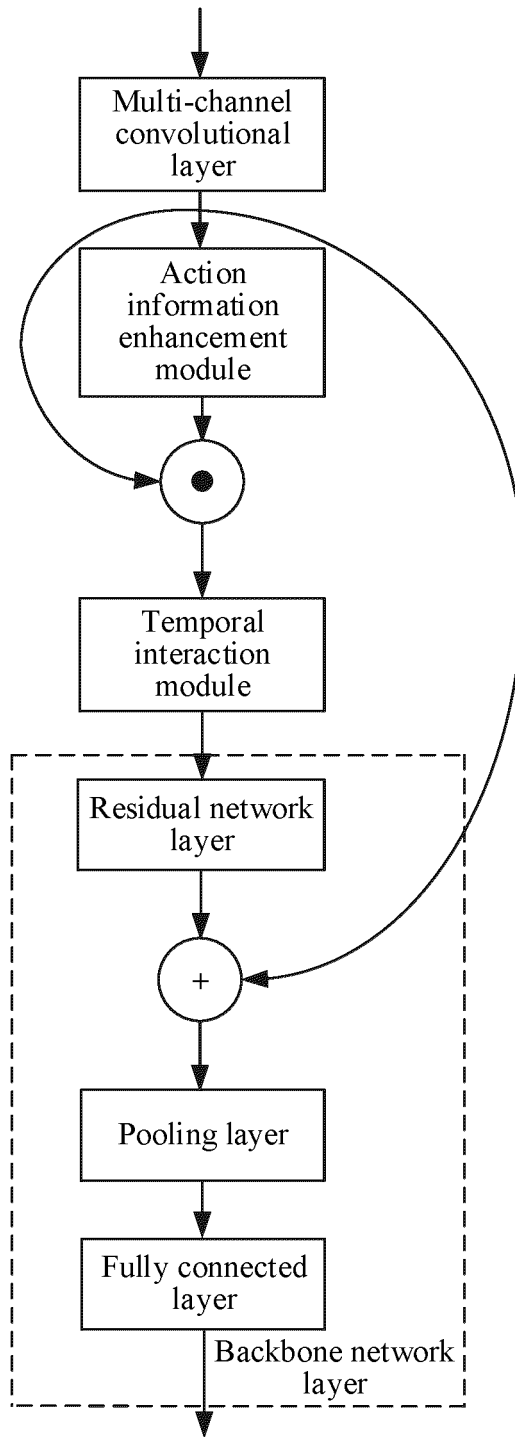 Multi-channel
convolutional
layer
Action
information
enhancement
module
Temporal
interaction
module
Residual network
layer
+
Pooling layer
Fully connected
layer
Backbone network
layer